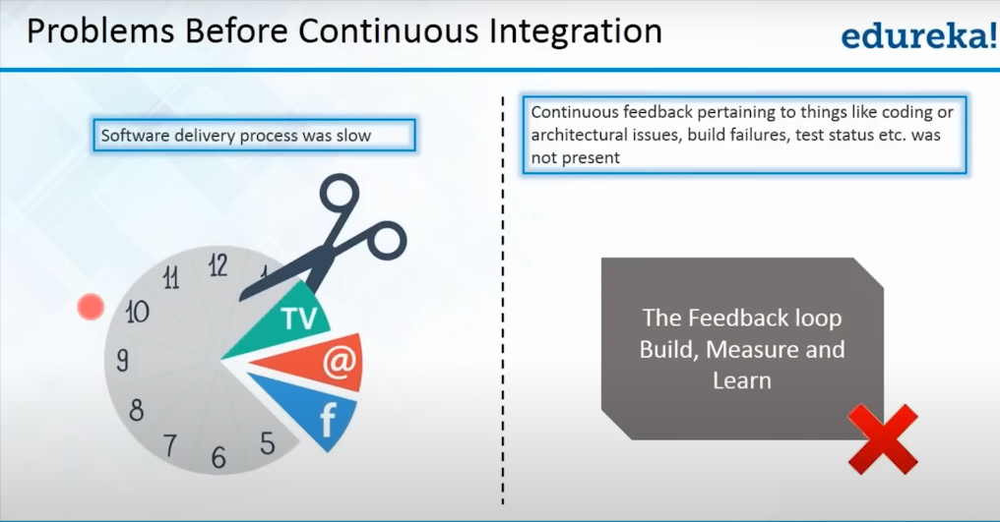 Problems Before Continuous Integration
edureka!
Software delivery process was slow
Continuous feedback pertaining to things like coding or
architectural issues, build failures, test status etc. was
not present
12
11
1
10
9
8
7
6
5
TV
@
f
The Feedback loop
Build, Measure and
Learn